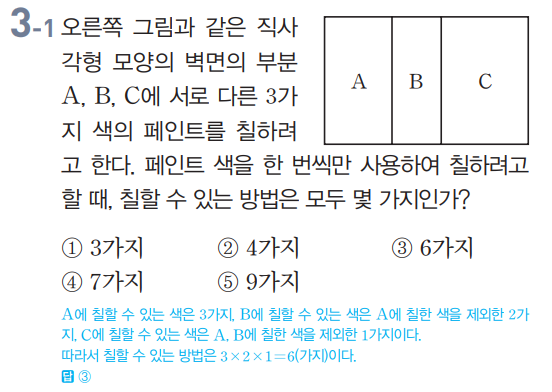 3-1 오른쪽 그림과 같은 직사
각형 모양의 벽면의 부분
A, B, C에 서로 다른 3가
지 색의 페인트를 칠하려
고 한다. 페인트 색을 한 번씩만 사용하여 칠하려고
할 때, 칠할 수 있는 방법은 모두 몇 가지인가?
A B C
① 3가지 ② 4가지 ③ 6가지
④ 7가지 ⑤ 9가지
A에 칠할 수 있는 색은 3가지, B에 칠할 수 있는 색은 A에 칠한 색을 제외한 2가
지, C에 칠할 수 있는 색은 A, B에 칠한 색을 제외한 1가지이다.
따라서 칠할 수 있는 방법은 3×2×1=6(가지)이다.
답 ③